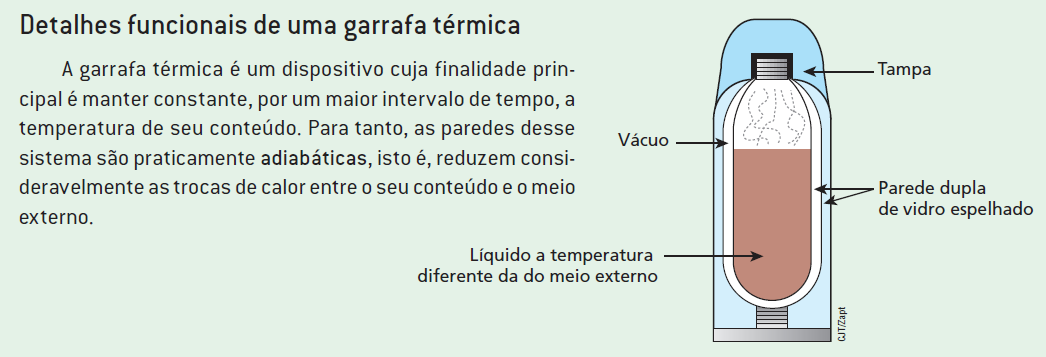 Detalhes funcionais de uma garrafa térmica
A garrafa térmica é um dispositivo cuja finalidade prin-
cipal é manter constante, por um maior intervalo de tempo, a
temperatura de seu conteúdo. Para tanto, as paredes desse
sistema são praticamente adiabáticas, isto é, reduzem consi-
deravelmente as trocas de calor entre o seu conteúdo e o meio
externo.
Tampa
Vácuo
Parede dupla
de vidro espelhado
Líquido a temperatura
diferente da do meio externo
CJT/Zapt